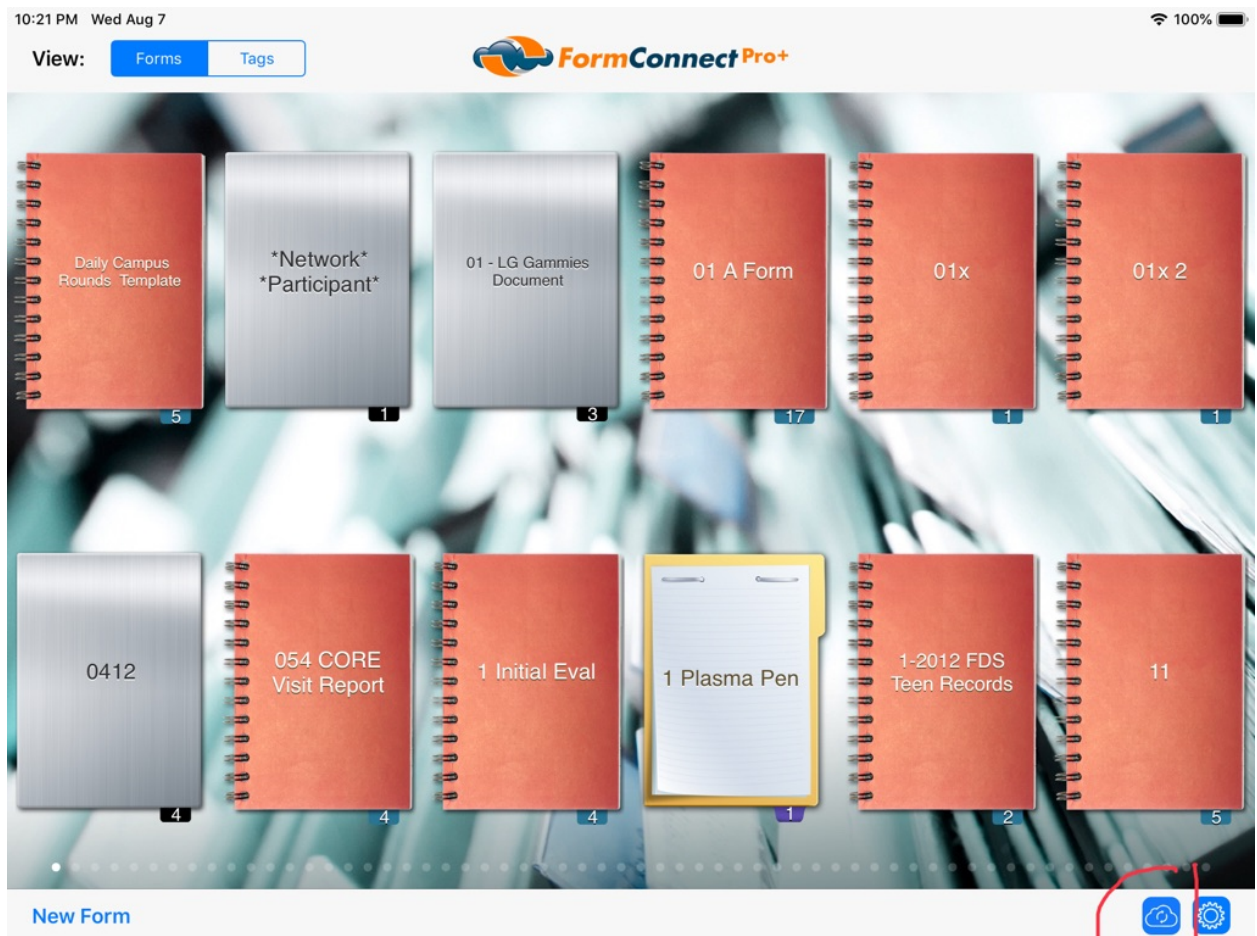 10:21 PM Wed Aug 7
100%
View:
Forms
Tags
FormConnect Pro+
Daily Campus
Rounds Template
5
*Network*
*Participant*
1
01 - LG Gammies
Document
3
01 A Form
17
01x
1
01x 2
1
0412
4
054 CORE
Visit Report
4
1 Initial Eval
4
1 Plasma Pen
1
1-2012 FDS
Teen Records
2
11
5
New Form